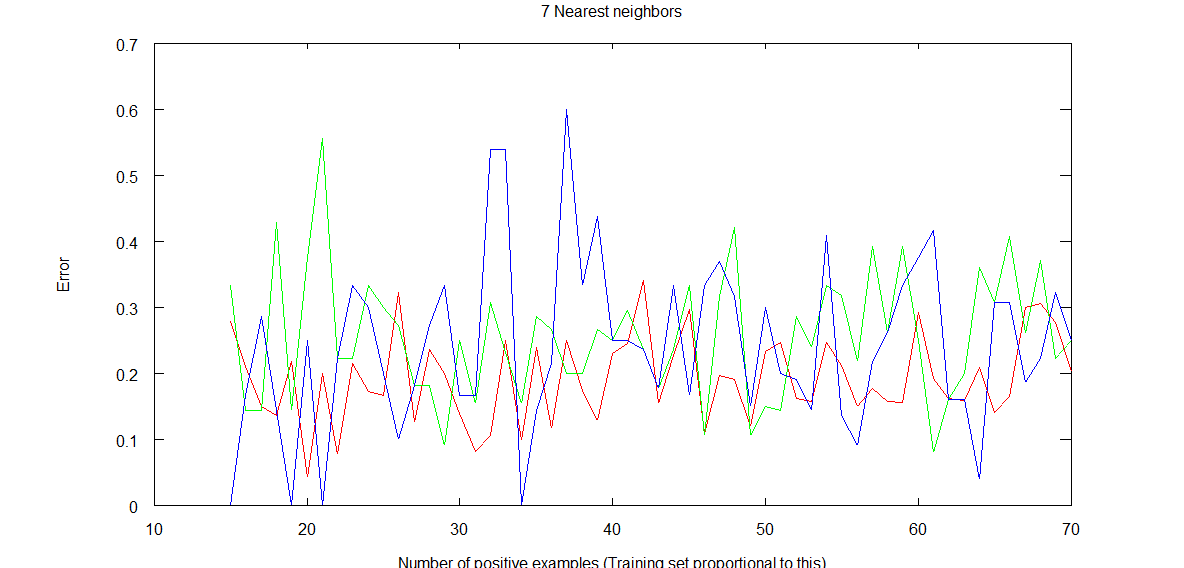 7 Nearest neighbors
0.7
0.6
0.5
0.4
0.3
0.2
0.1
0
Error
10 20 30 40 50 60 70
Number of positive examples (Training set proportional to this)